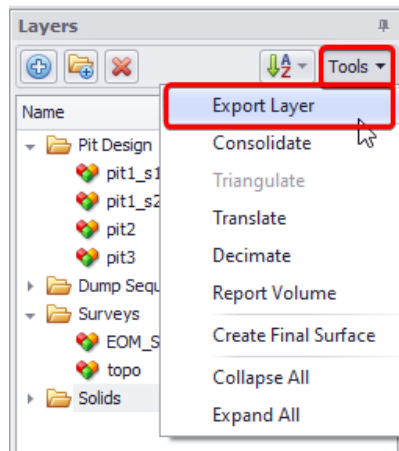 Layers
A
Z
Tools
Name
Export Layer
Pit Design
Consolidate
pit1_s1
Triangulate
pit1_s2
Translate
pit2
Decimate
pit3
Report Volume
Dump Sequ
Surveys
Create Final Surface
EOM_S
topo
Collapse All
Solids
Expand All